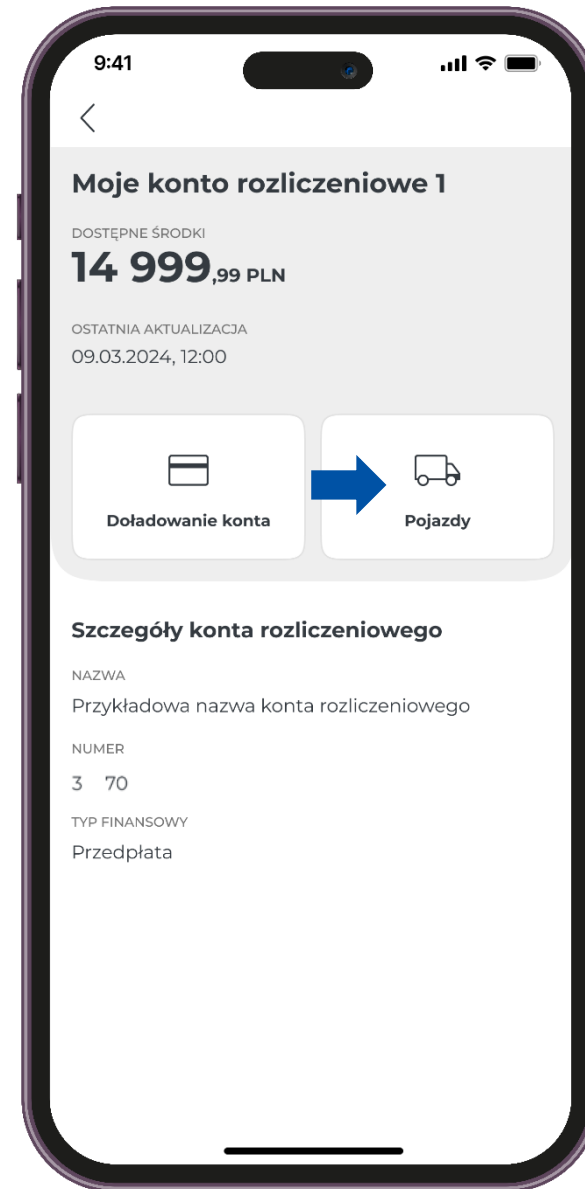 9:41
Moje konto rozliczeniowe 1
DOSTĘPNE ŚRODKI
14 999,99 PLN
OSTATNIA AKTUALIZACJA
09.03.2024, 12:00
Doładowanie konta
Pojazdy
Szczegóły konta rozliczeniowego
NAZWA
Przykładowa nazwa konta rozliczeniowego
NUMER
3 70
TYP FINANSOWY
Przedpłata